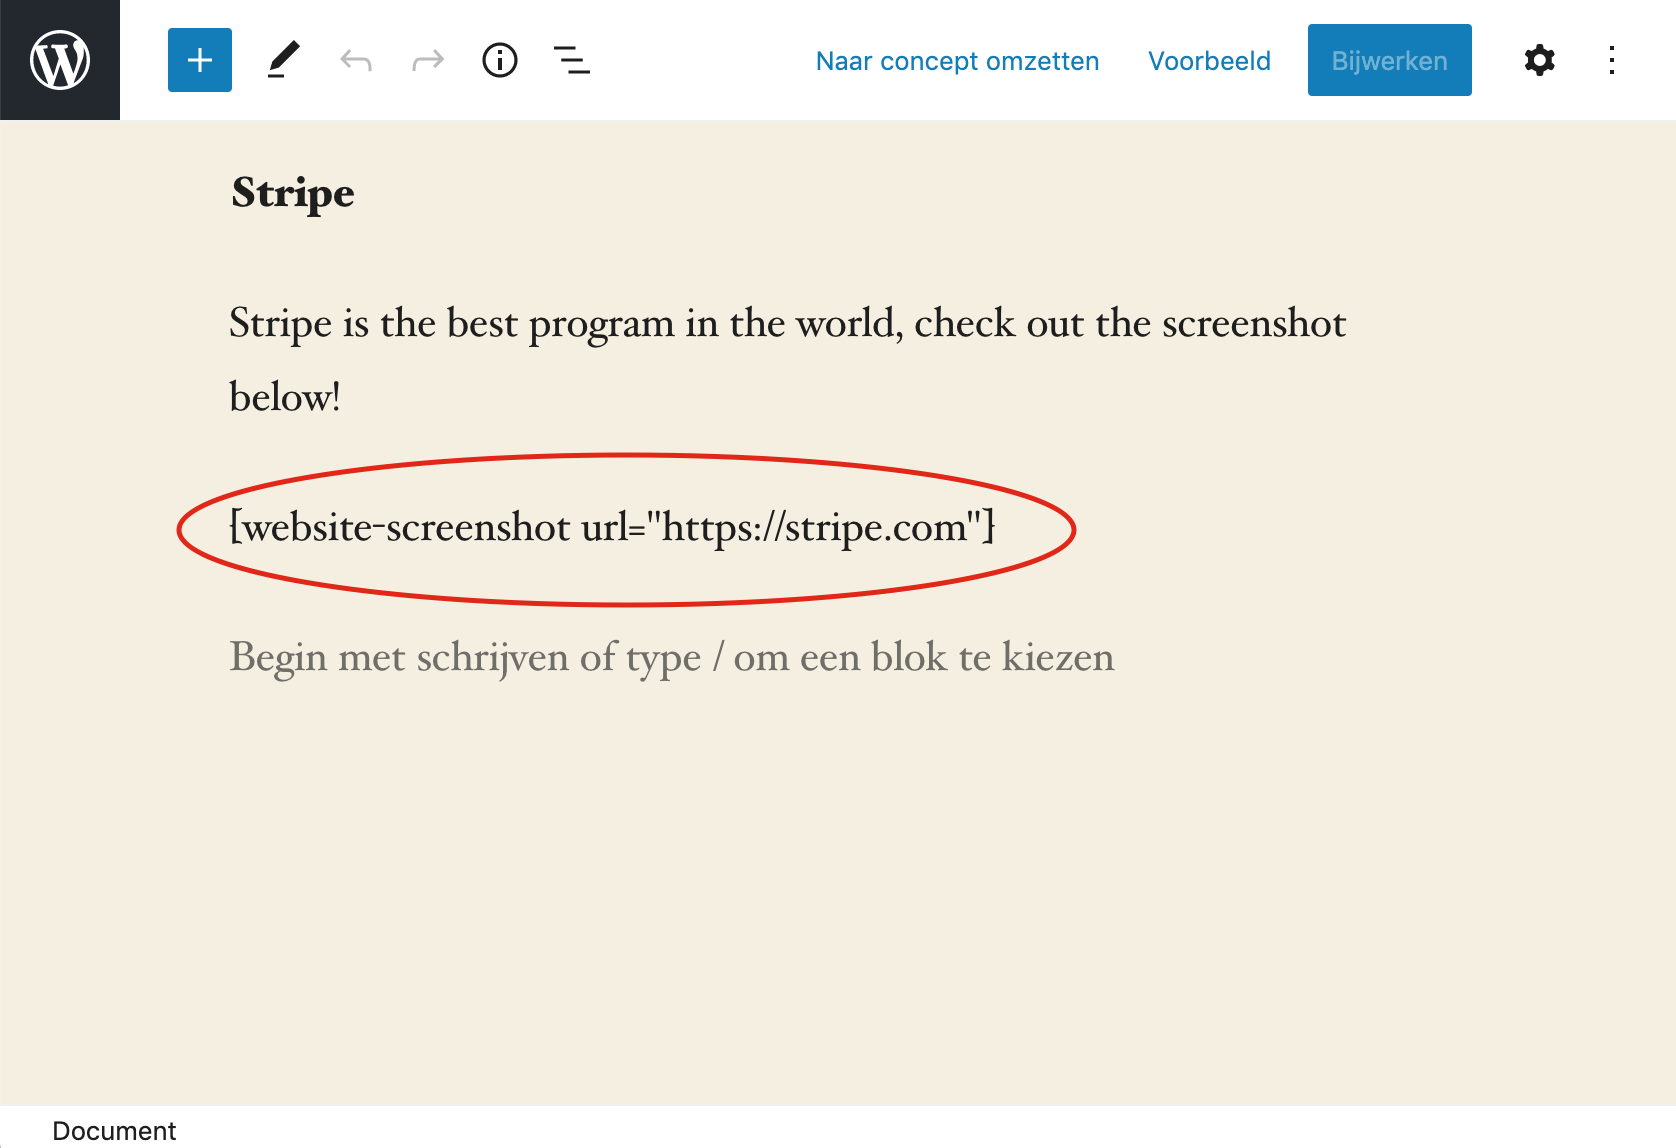 Naar concept omzetten Voorbeeld Bijwerken
Stripe
Stripe is the best program in the world, check out the screenshot
below!
[website-screenshot url="https://stripe.com"]
Begin met schrijven of type / om een blok te kiezen
Document